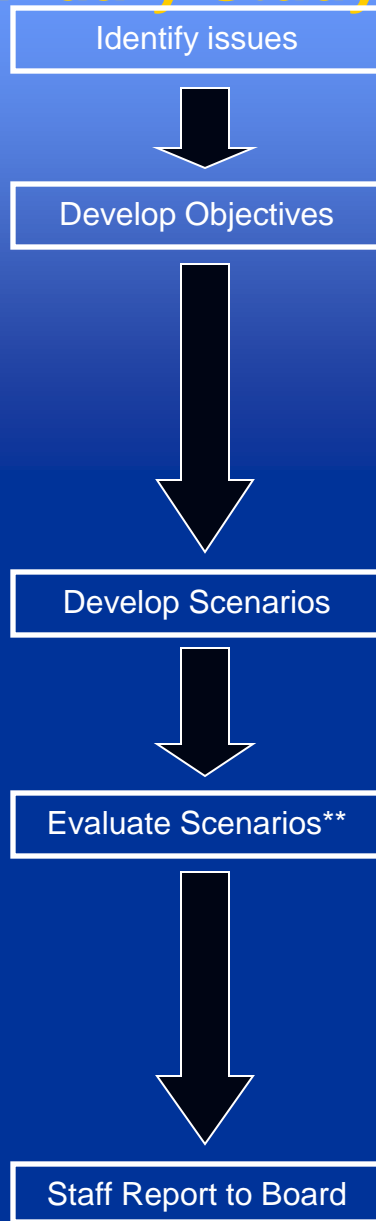 Identify issues
Develop Objectives
Develop Scenarios
Evaluate Scenarios**
Staff Report to Board